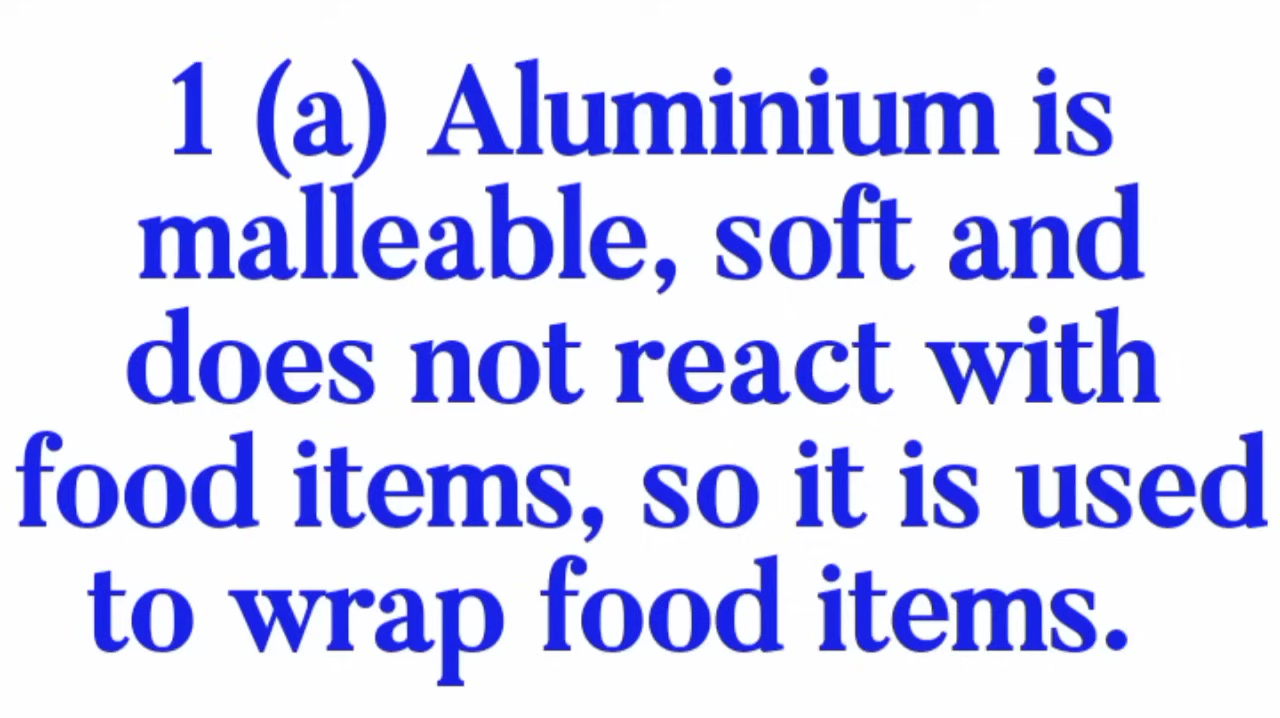 1 (a) Aluminium is
malleable, soft and
does not react with
food items, so it is used
to wrap food items.